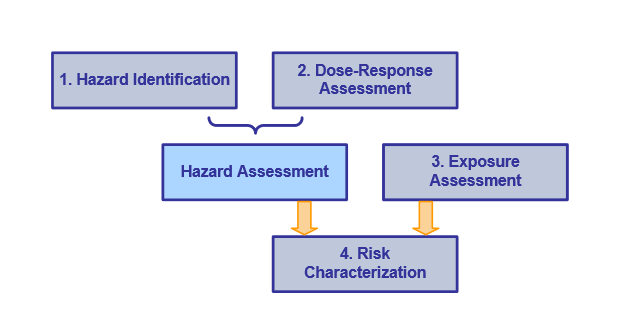 1. Hazard Identification
2. Dose-Response
Assessment
Hazard Assessment
3. Exposure
Assessment
4. Risk
Characterization